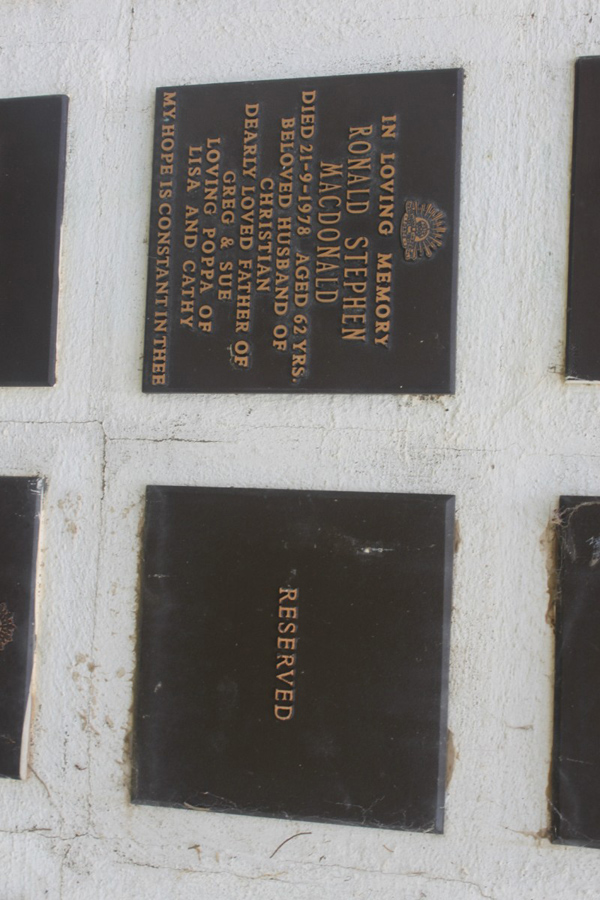 IN LOVING MEMORY
RONALD STEPHEN
MACDONALD
DIED 21-9-1978 AGED 62 YRS.
BELOVED HUSBAND OF
CHRISTIAN
DEARLY LOVED FATHER OF
GREG & SUE
LOVING POPPA OF
LISA AND CATHY
MY HOPE IS CONSTANT IN THEE
RESERVED